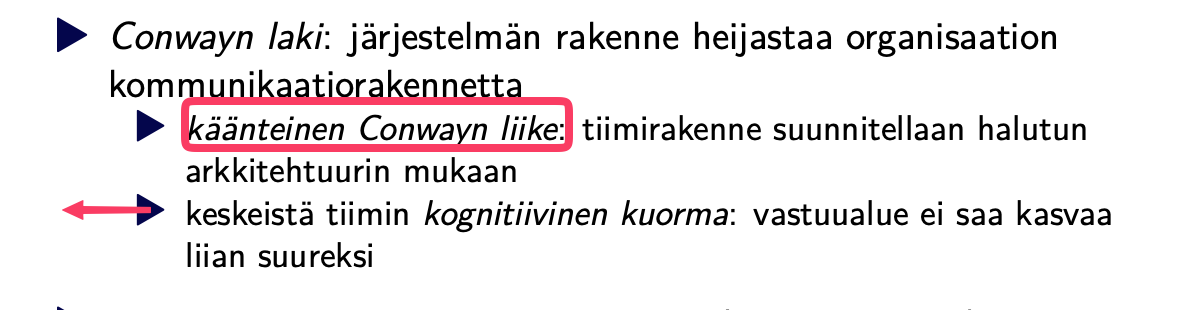 Conwayn laki: järjestelmän rakenne heijastaa organisaation
kommunikaatiorakennetta
käänteinen Conwayn liike: tiimirakenne suunnitellaan halutun
arkkitehtuurin mukaan
keskeistä tiimin kognitiivinen kuorma: vastuualue ei saa kasvaa
liian suureksi